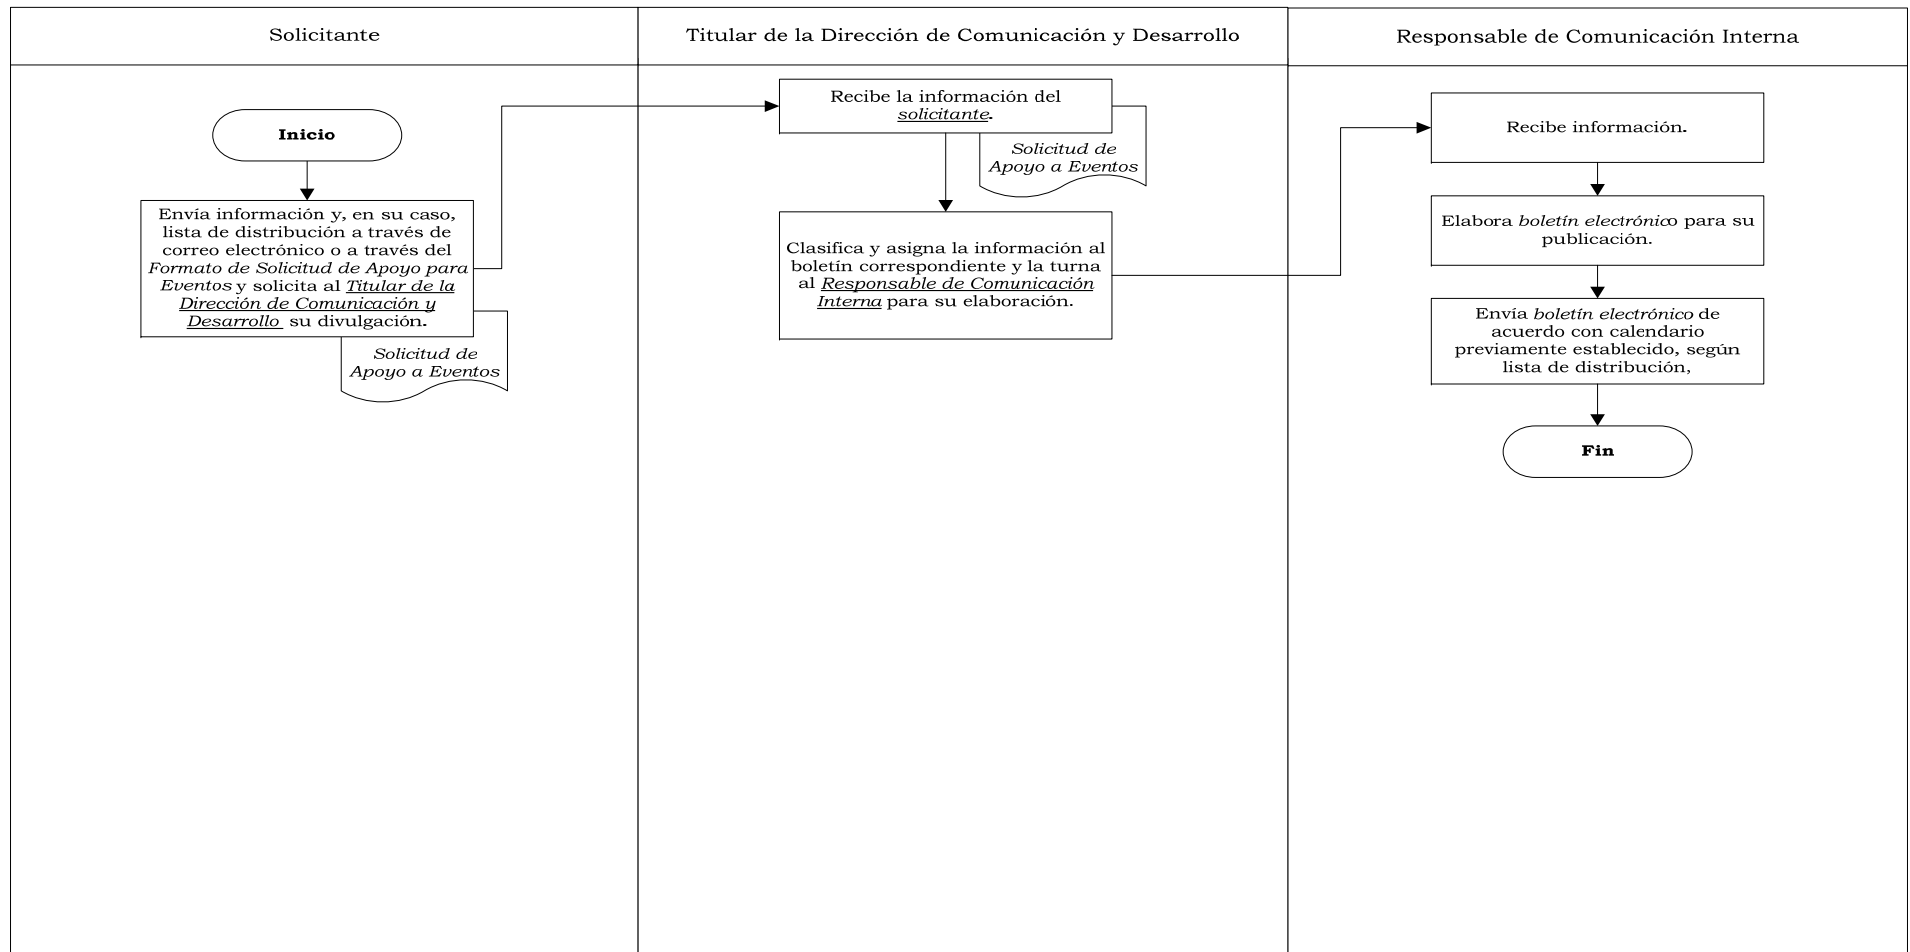 Solicitante
Titular de la Dirección de Comunicación y Desarrollo
Responsable de Comunicación Interna
Inicio
Envía información y, en su caso,
lista de distribución a través de
correo electrónico o a través del
Formato de Solicitud de Apoyo para
Eventos y solicita al Titular de la
Dirección de Comunicación y
Desarrollo su divulgación.
Solicitud de
Apoyo a Eventos
Recibe la información del
solicitante.
Solicitud de
Apoyo a Eventos
Clasifica y asigna la información al
boletín correspondiente y la turna
al Responsable de Comunicación
Interna para su elaboración.
Recibe información.
Elabora boletín electrónico para su
publicación.
Envía boletín electrónico de
acuerdo con calendario
previamente establecido, según
lista de distribución,
Fin